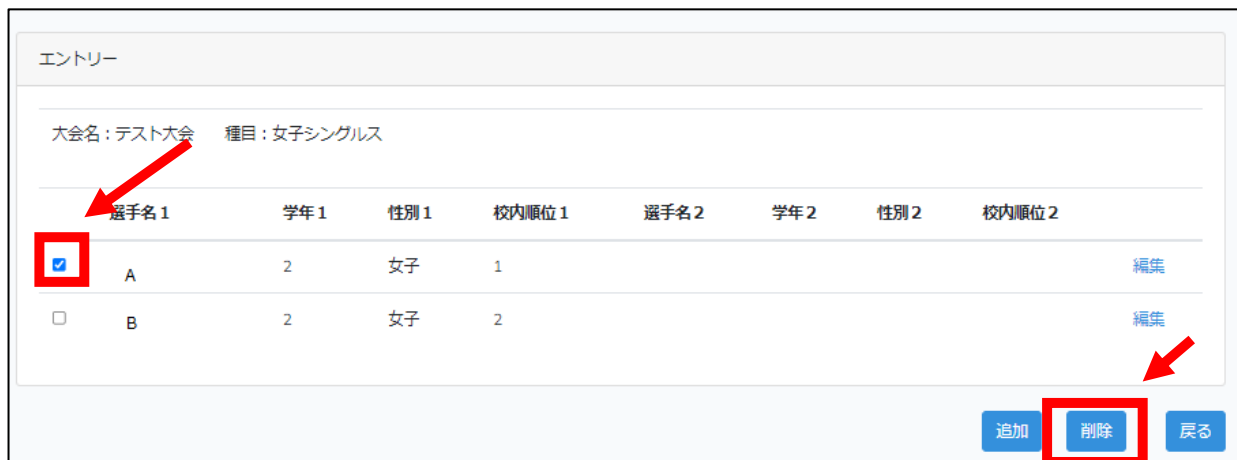 エントリー
大会名：テスト大会 種目：女子シングルス
選手名1 学年1 性別1 校内順位1 選手名2 学年2 性別2 校内順位2
A 2 女子 1 編集
B 2 女子 2 編集
追加 削除 戻る